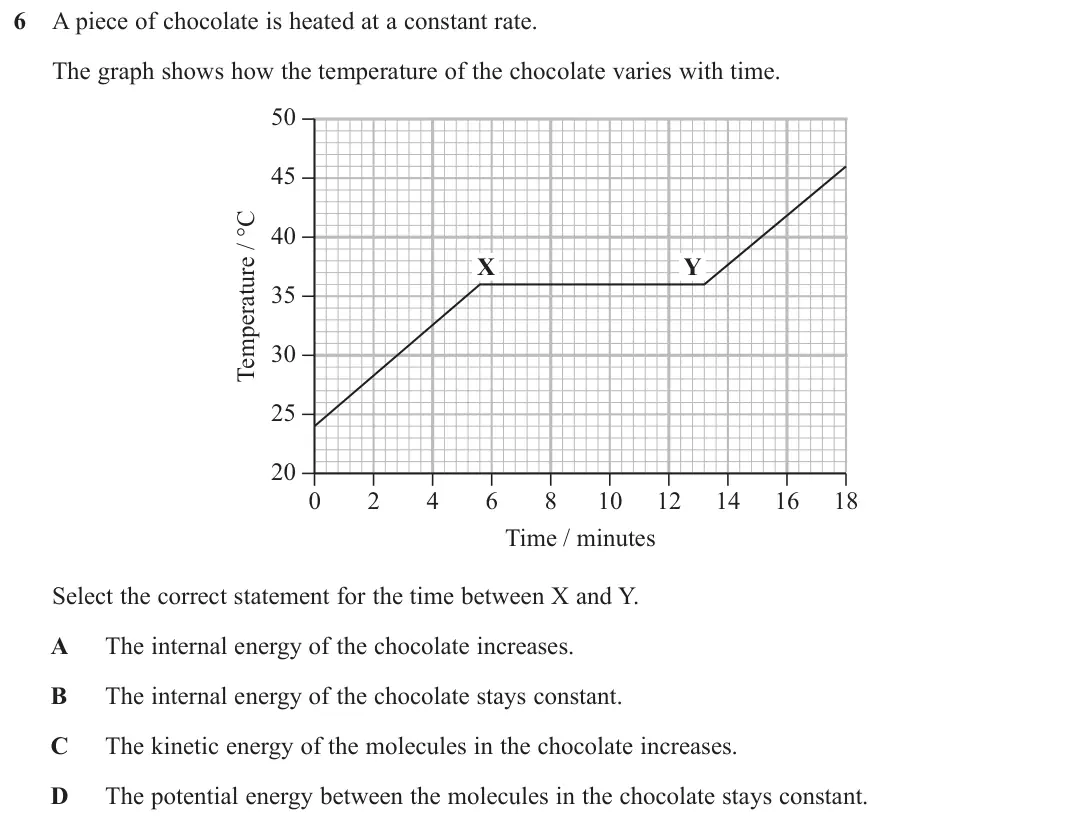 6 A piece of chocolate is heated at a constant rate.
The graph shows how the temperature of the chocolate varies with time.
50
45
40
35
30
25
20
Temperature / °C
X
Y
0 2 4 6 8 10 12 14 16 18
Time / minutes
Select the correct statement for the time between X and Y.
A The internal energy of the chocolate increases.
B The internal energy of the chocolate stays constant.
C The kinetic energy of the molecules in the chocolate increases.
D The potential energy between the molecules in the chocolate stays constant.